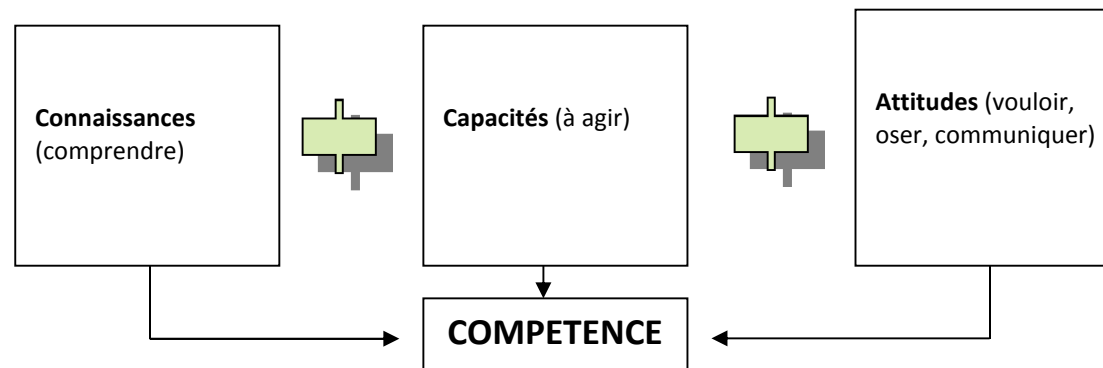 Connaissances
(comprendre)
Capacités (à agir)
Attitudes (vouloir,
oser, communiquer)
COMPETENCE